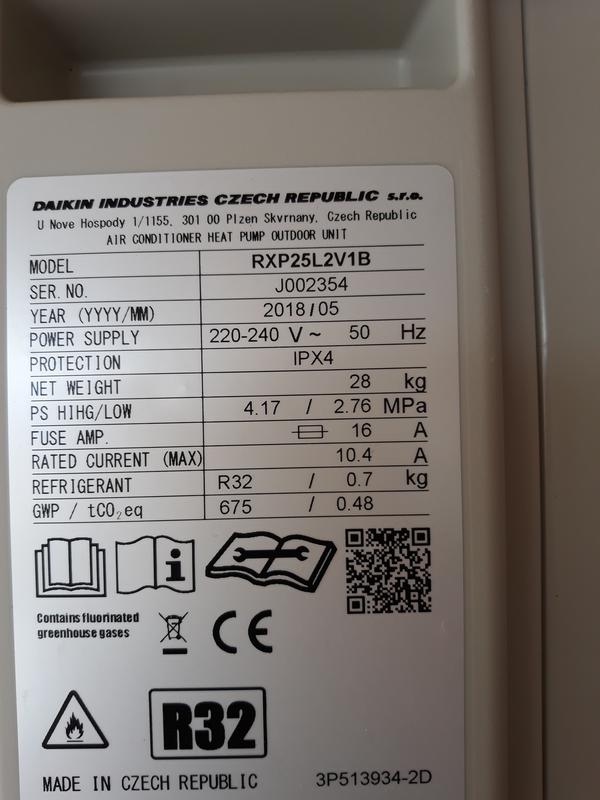 DAIKIN INDUSTRIES CZECH REPUBLIC s.r.o.
U Nove Hospody 1/1155, 301 00 Plzen Skvrnany, Czech Republic
AIR CONDITIONER HEAT PUMP OUTDOOR UNIT
MODEL RXP25L2V1B
SER. NO. J002354
YEAR (YYYY/MM) 2018/05
POWER SUPPLY 220-240 V ~ 50 Hz
PROTECTION IPX4
NET WEIGHT 28 kg
PS HIHG/LOW 4.17 / 2.76 MPa
FUSE AMP. 16 A
RATED CURRENT (MAX) 10.4 A
REFRIGERANT R32 / 0.7 kg
GWP / tCO₂eq 675 / 0.48
i
Contains fluorinated
greenhouse gases
CE
R32
MADE IN CZECH REPUBLIC 3P513934-2D